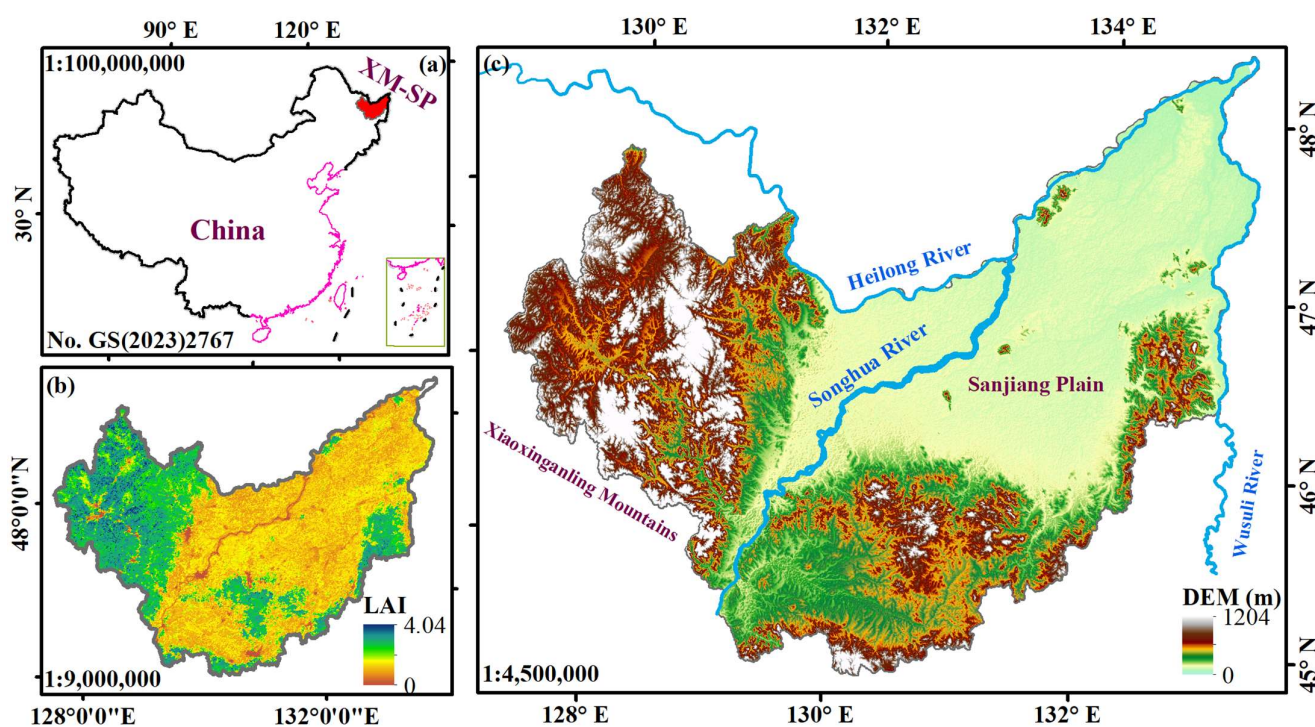 90° E
120° E
130° E
132° E
134° E
1:100,000,000
(a)
XM-SP
China
30° N
No. GS(2023)2767
(b)
48°0'0"N
LAI
4.04
0
1:9,000,000
128°0'0"E
132°0'0"E
(c)
Heilong River
Songhua River
Sanjiang Plain
Xiaoxinganling Mountains
Wusuli River
DEM (m)
1204
0
1:4,500,000
48° N
47° N
46° N
45° N
128° E
130° E
132° E